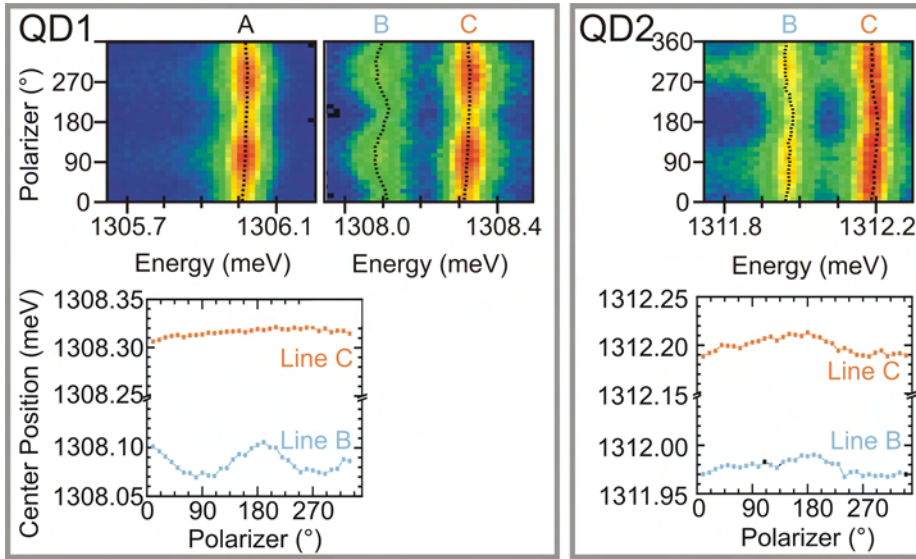 QD1
A
B
C
Polarizer (°)
360
270
180
90
0
1305.7
1306.1
1308.0
1308.4
Energy (meV)
Energy (meV)
Center Position (meV)
1308.35
1308.30
1308.25
1308.10
1308.05
Line C
Line B
0
90
180
270
Polarizer (°)
QD2
B
C
360
270
180
90
0
1311.8
1312.2
Energy (meV)
1312.25
1312.20
1312.15
1312.00
1311.95
Line C
Line B
0
90
180
270
Polarizer (°)